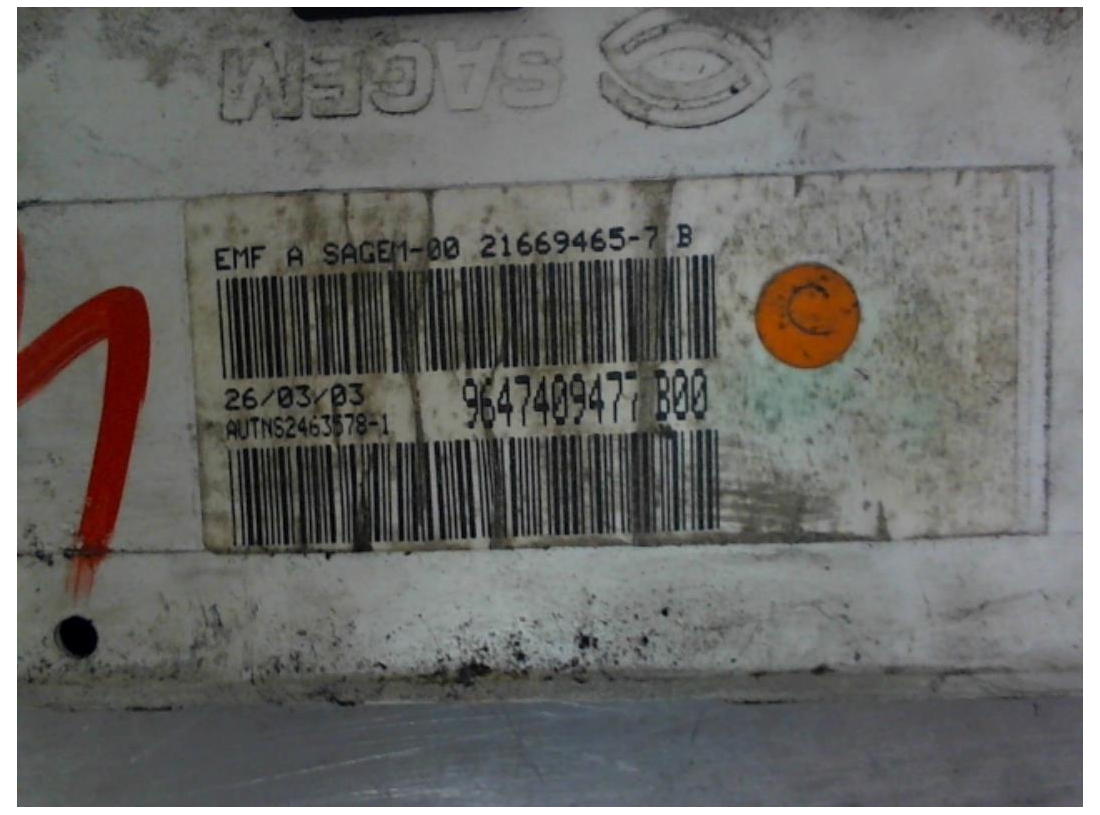 SAGEM
EMF A SAGEM-00 21669465-7 B
C
26/03/03
9647409477 B00
AUTNS2463578-1